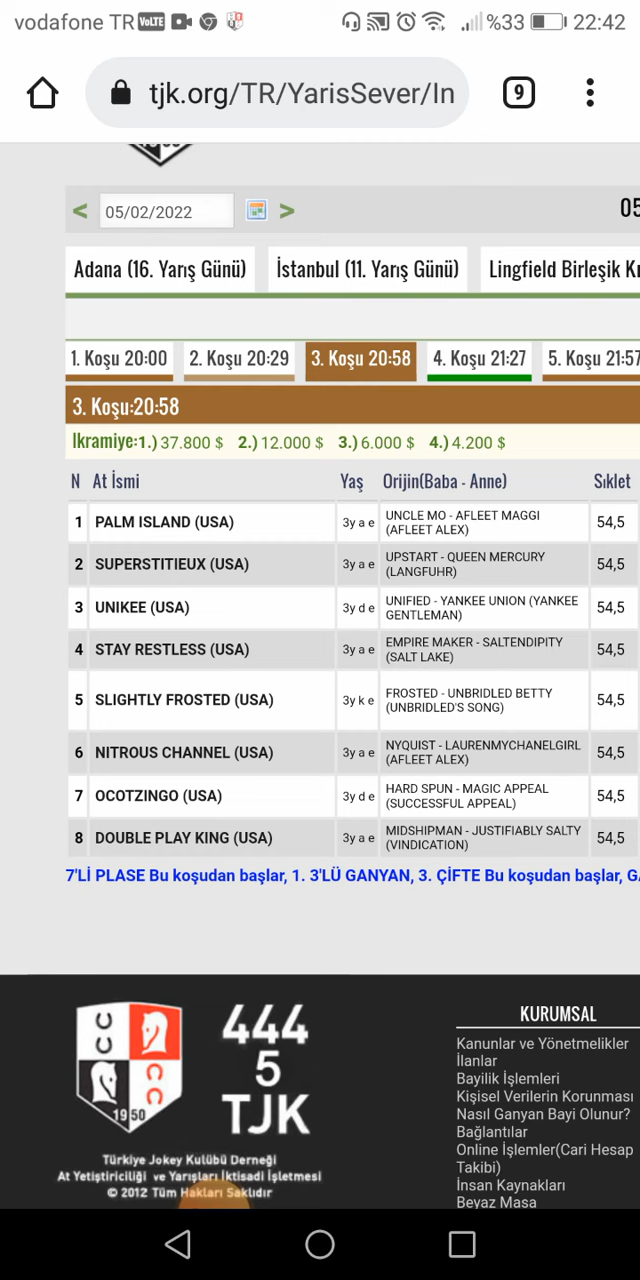 vodafone TR VoLTE %33 22:42
tjk.org/TR/YarisSever/In 9
< 05/02/2022 > 05
Adana (16. Yarış Günü) İstanbul (11. Yarış Günü) Lingfield Birleşik Kı
1. Koşu 20:00 2. Koşu 20:29 3. Koşu 20:58 4. Koşu 21:27 5. Koşu 21:57
3. Koşu:20:58
İkramiye:1.) 37.800 $ 2.) 12.000 $ 3.) 6.000 $ 4.) 4.200 $
N At İsmi Yaş Orijin(Baba - Anne) Sıklet
1 PALM ISLAND (USA) 3y a e UNCLE MO - AFLEET MAGGI (AFLEET ALEX) 54,5
2 SUPERSTITIEUX (USA) 3y a e UPSTART - QUEEN MERCURY (LANGFUHR) 54,5
3 UNIKEE (USA) 3y d e UNIFIED - YANKEE UNION (YANKEE GENTLEMAN) 54,5
4 STAY RESTLESS (USA) 3y a e EMPIRE MAKER - SALTENDIPITY (SALT LAKE) 54,5
5 SLIGHTLY FROSTED (USA) 3y k e FROSTED - UNBRIDLED BETTY (UNBRIDLED'S SONG) 54,5
6 NITROUS CHANNEL (USA) 3y a e NYQUIST - LAURENMYCHANELGIRL (AFLEET ALEX) 54,5
7 OCOTZINGO (USA) 3y d e HARD SPUN - MAGIC APPEAL (SUCCESSFUL APPEAL) 54,5
8 DOUBLE PLAY KING (USA) 3y a e MIDSHIPMAN - JUSTIFIABLY SALTY (VINDICATION) 54,5
7'Lİ PLASE Bu koşudan başlar, 1. 3'LÜ GANYAN, 3. ÇİFTE Bu koşudan başlar, G
444
5
TJK
1950
Türkiye Jokey Kulübü Derneği
At Yetiştiriciliği ve Yarışları İktisadi İşletmesi
© 2012 Tüm Hakları Saklıdır
KURUMSAL
Kanunlar ve Yönetmelikler
İlanlar
Bayilik İşlemleri
Kişisel Verilerin Korunması
Nasıl Ganyan Bayi Olunur?
Bağlantılar
Online İşlemler(Cari Hesap
Takibi)
İnsan Kaynakları
Beyaz Masa